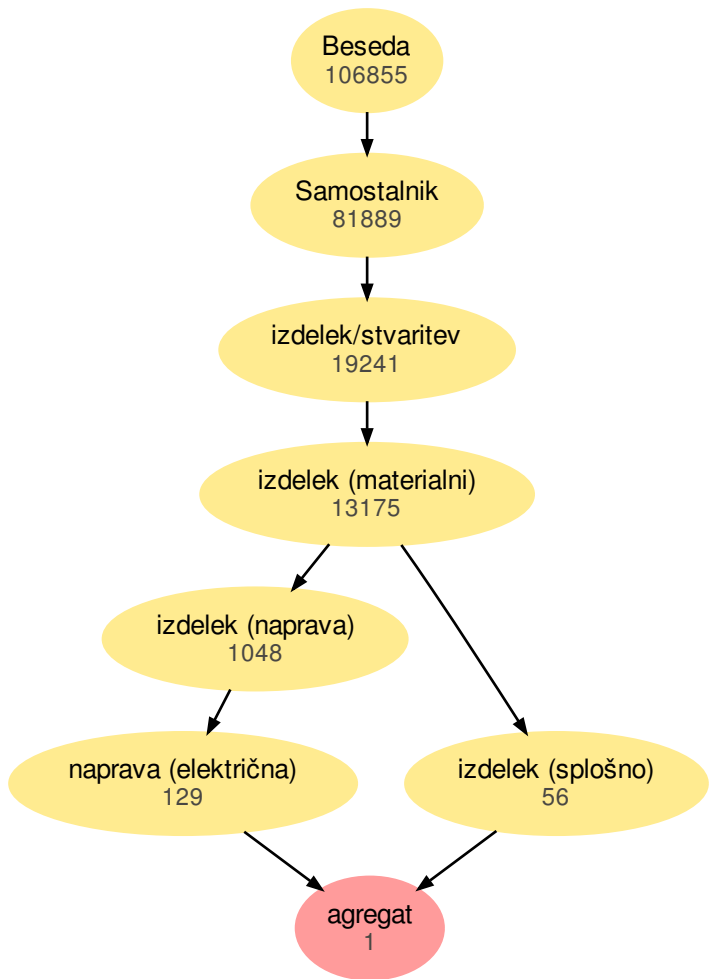 Beseda
106855
Samostalnik
81889
izdelek/stvaritev
19241
izdelek (materialni)
13175
izdelek (naprava)
1048
naprava (električna)
129
izdelek (splošno)
56
agregat
1